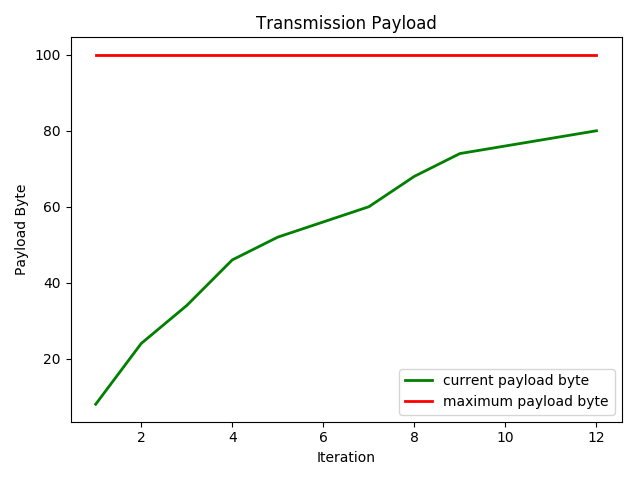 Transmission Payload
Payload Byte
100
80
60
40
20
2 4 6 8 10 12
Iteration
current payload byte
maximum payload byte